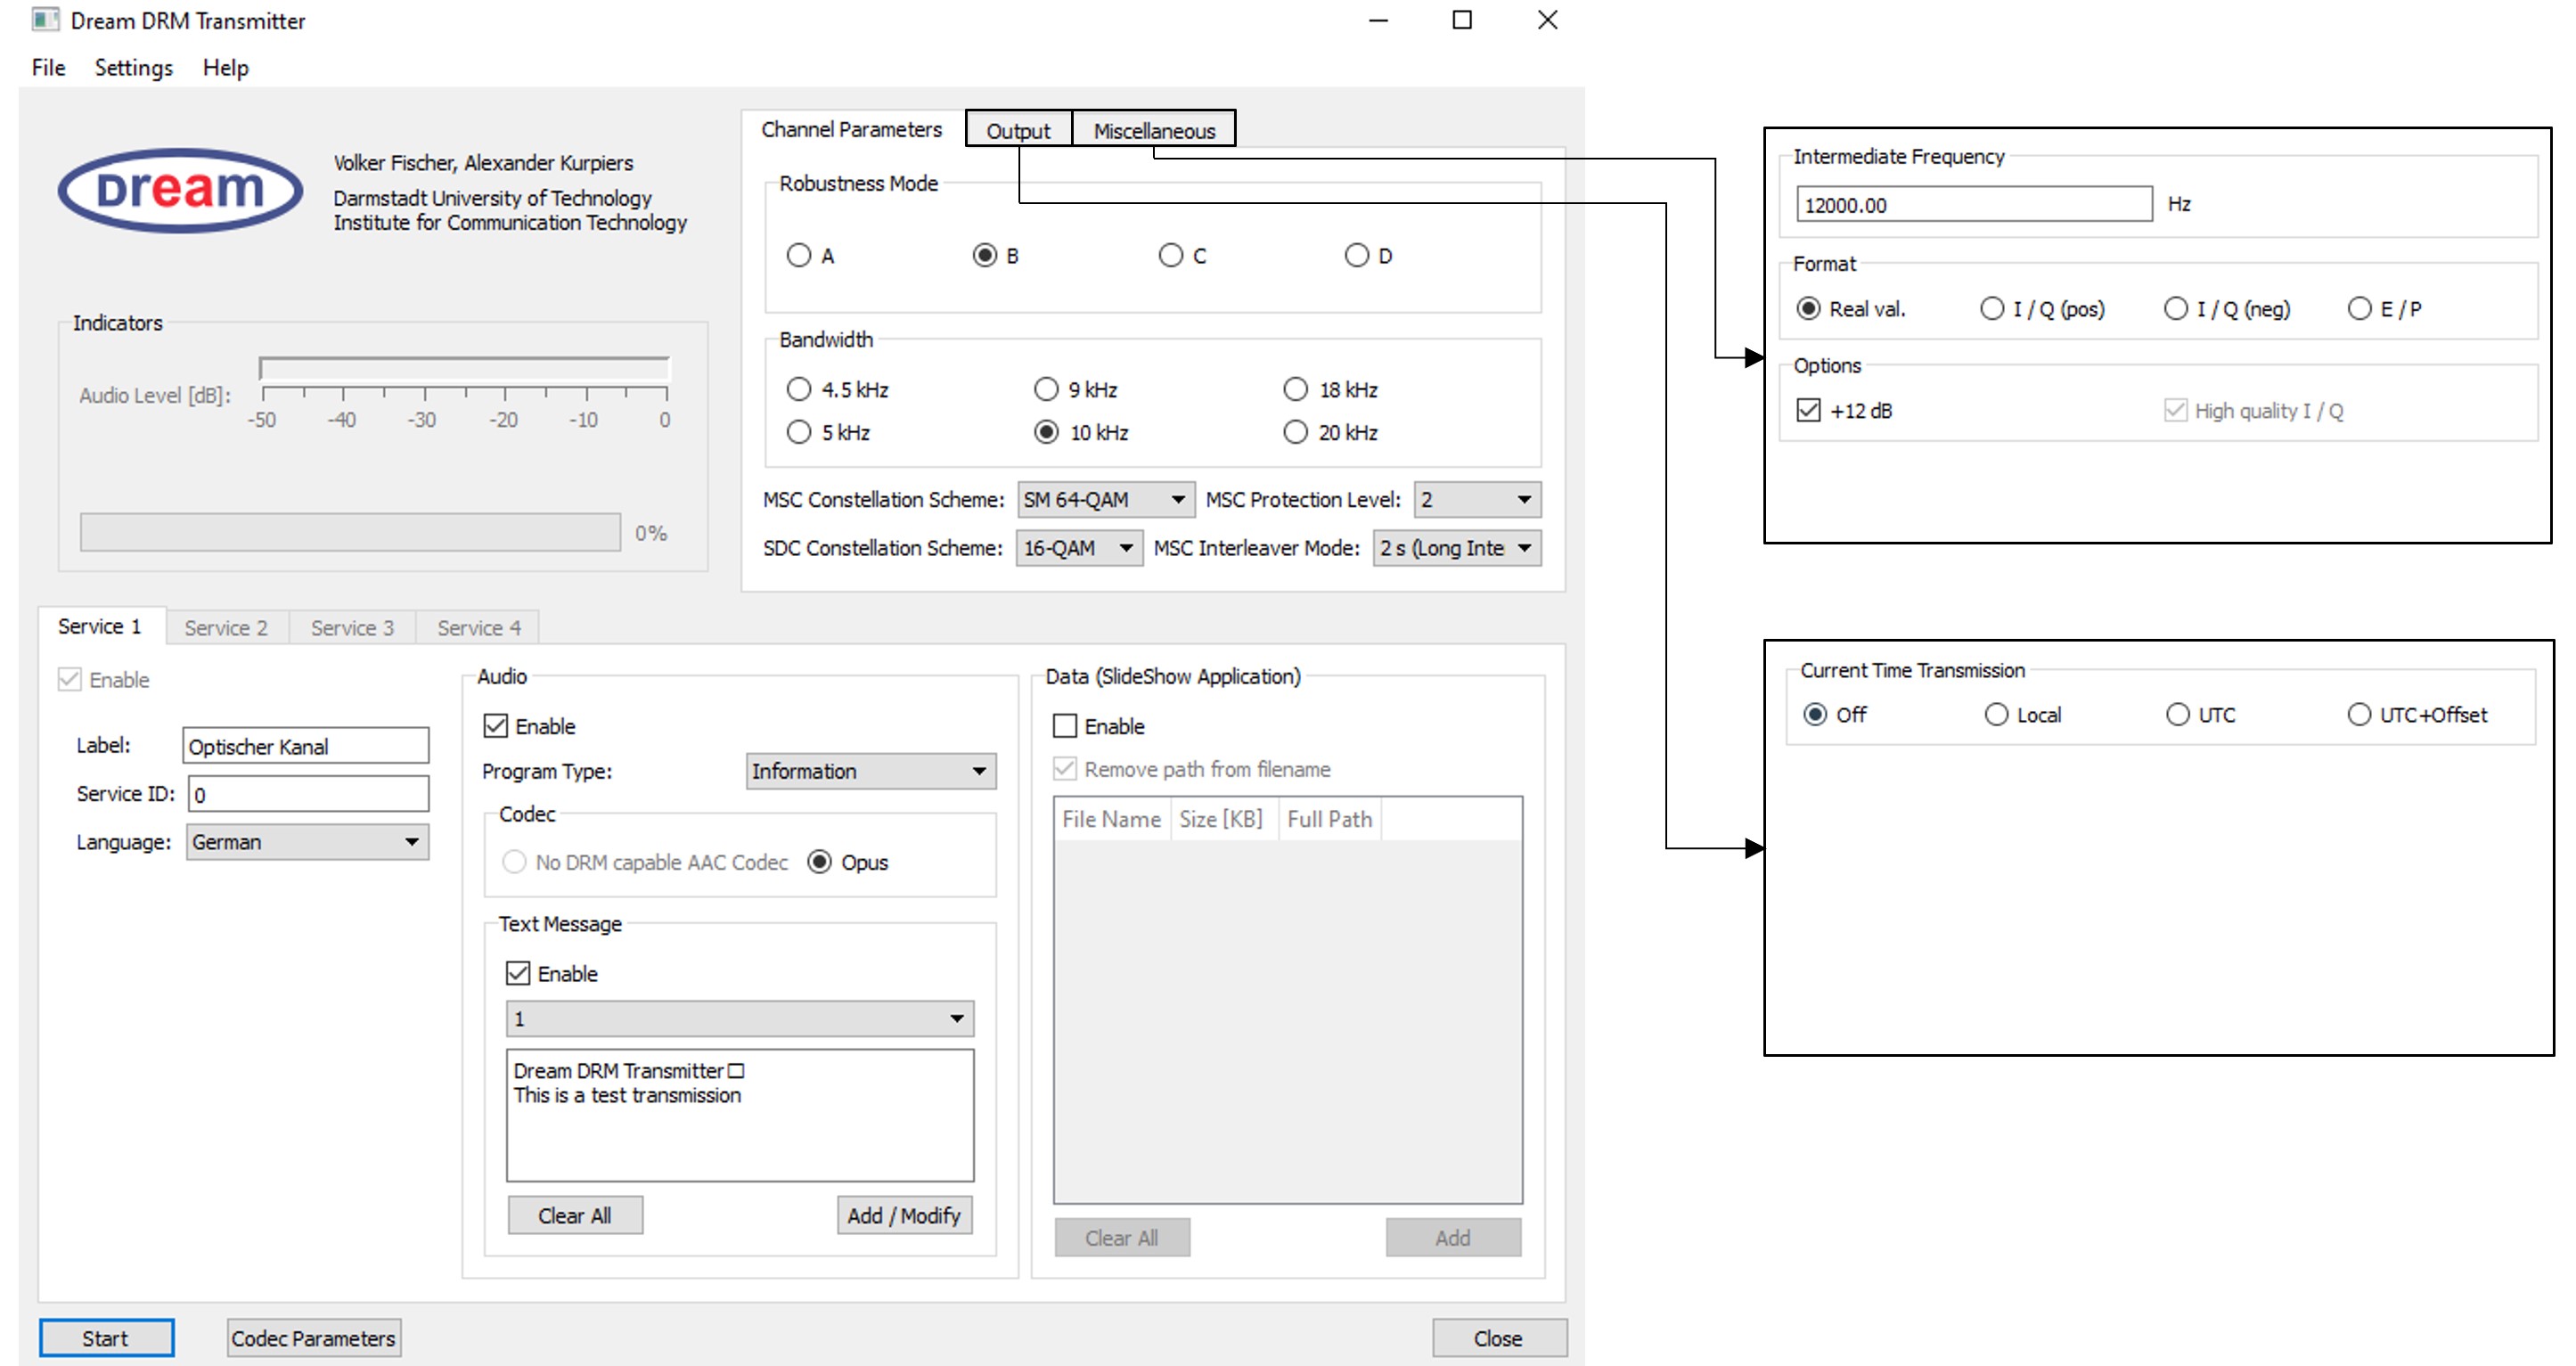 Dream DRM Transmitter
File Settings Help
Dream
Volker Fischer, Alexander Kurpiers
Darmstadt University of Technology
Institute for Communication Technology
Indicators
Audio Level [dB]:
-50 -40 -30 -20 -10 0
0%
Channel Parameters Output Miscellaneous
Robustness Mode
A B C D
Bandwidth
4.5 kHz 9 kHz 18 kHz
5 kHz 10 kHz 20 kHz
MSC Constellation Scheme: SM 64-QAM MSC Protection Level: 2
SDC Constellation Scheme: 16-QAM MSC Interleaver Mode: 2 s (Long Inte
Service 1 Service 2 Service 3 Service 4
Enable
Label: Optischer Kanal
Service ID: 0
Language: German
Audio
Enable
Program Type: Information
Codec
No DRM capable AAC Codec Opus
Text Message
Enable
1
Dream DRM Transmitter□
This is a test transmission
Clear All Add / Modify
Data (SlideShow Application)
Enable
Remove path from filename
File Name Size [KB] Full Path
Clear All Add
Start Codec Parameters Close
Intermediate Frequency
12000.00 Hz
Format
Real val. I / Q (pos) I / Q (neg) E / P
Options
+12 dB High quality I / Q
Current Time Transmission
Off Local UTC UTC+Offset